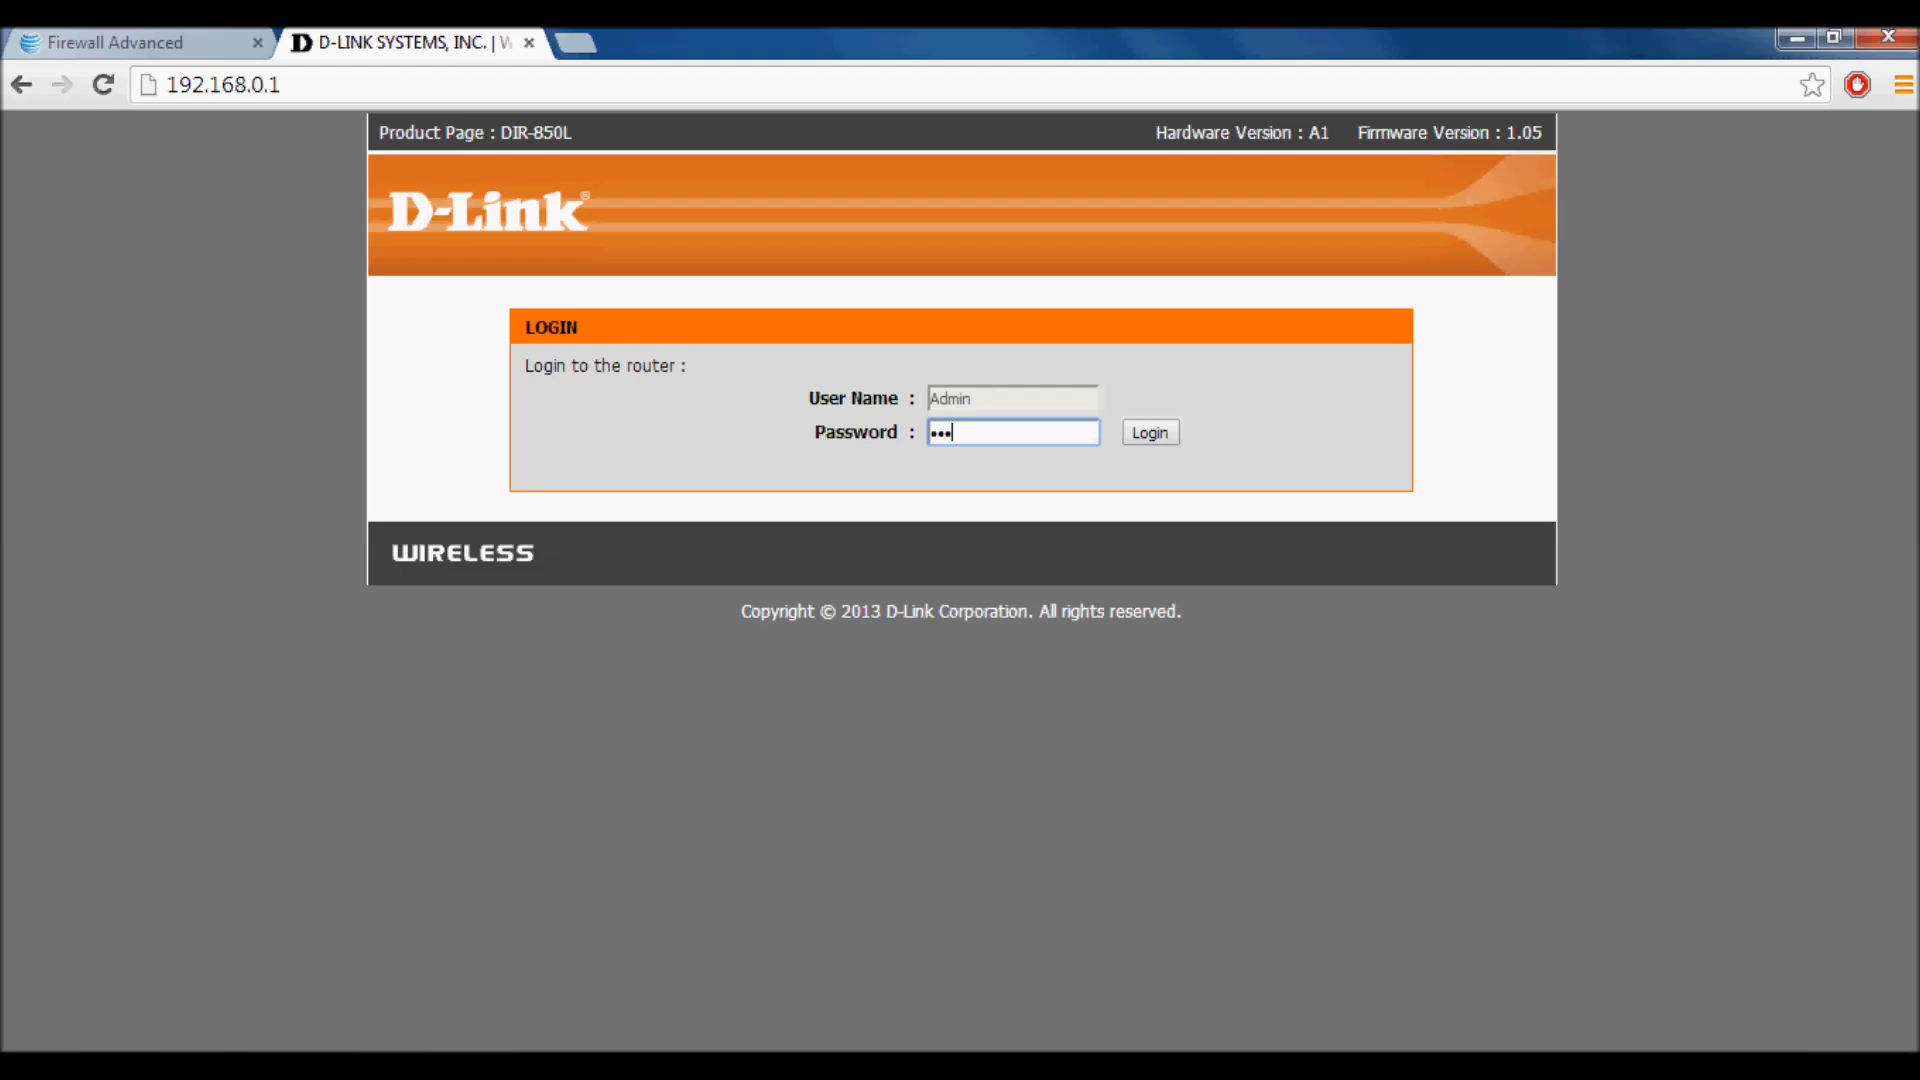 Firewall Advanced
D-LINK SYSTEMS, INC. | W
192.168.0.1
Product Page : DIR-850L
Hardware Version : A1
Firmware Version : 1.05
D-Link®
LOGIN
Login to the router :
User Name : Admin
Password : •••
Login
WIRELESS
Copyright © 2013 D-Link Corporation. All rights reserved.